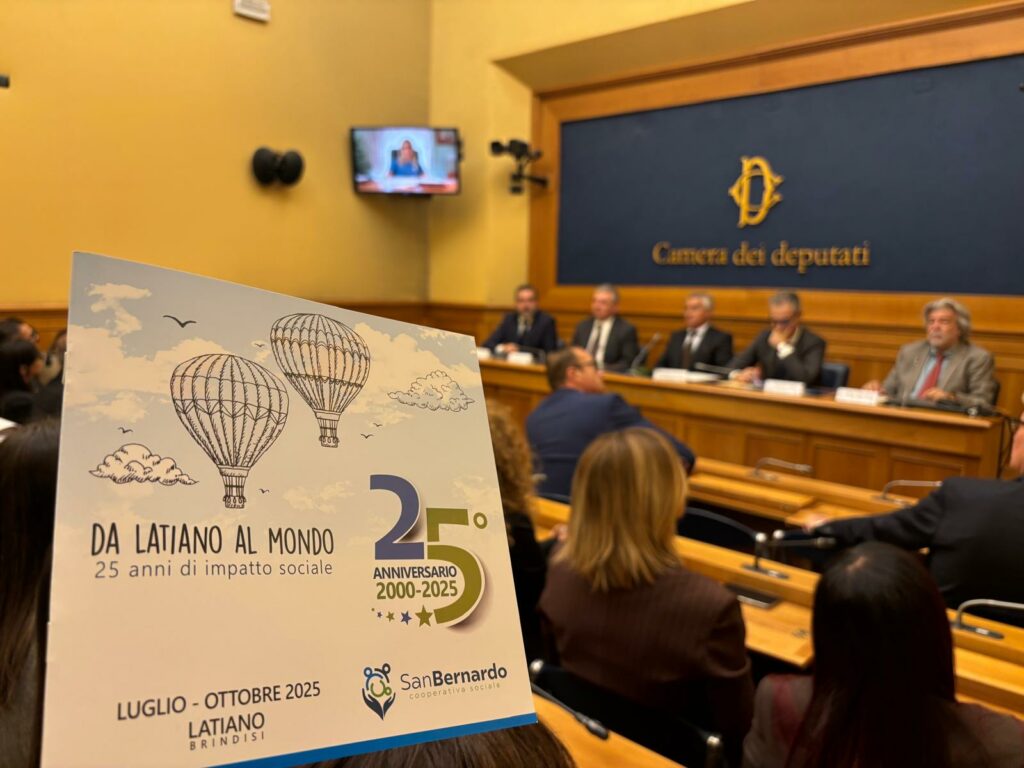 Camera dei deputati
DA LATIANO AL MONDO
25 anni di impatto sociale
25°
ANNIVERSARIO
2000-2025
LUGLIO - OTTOBRE 2025
LATIANO
BRINDISI
SanBernardo
cooperativa sociale